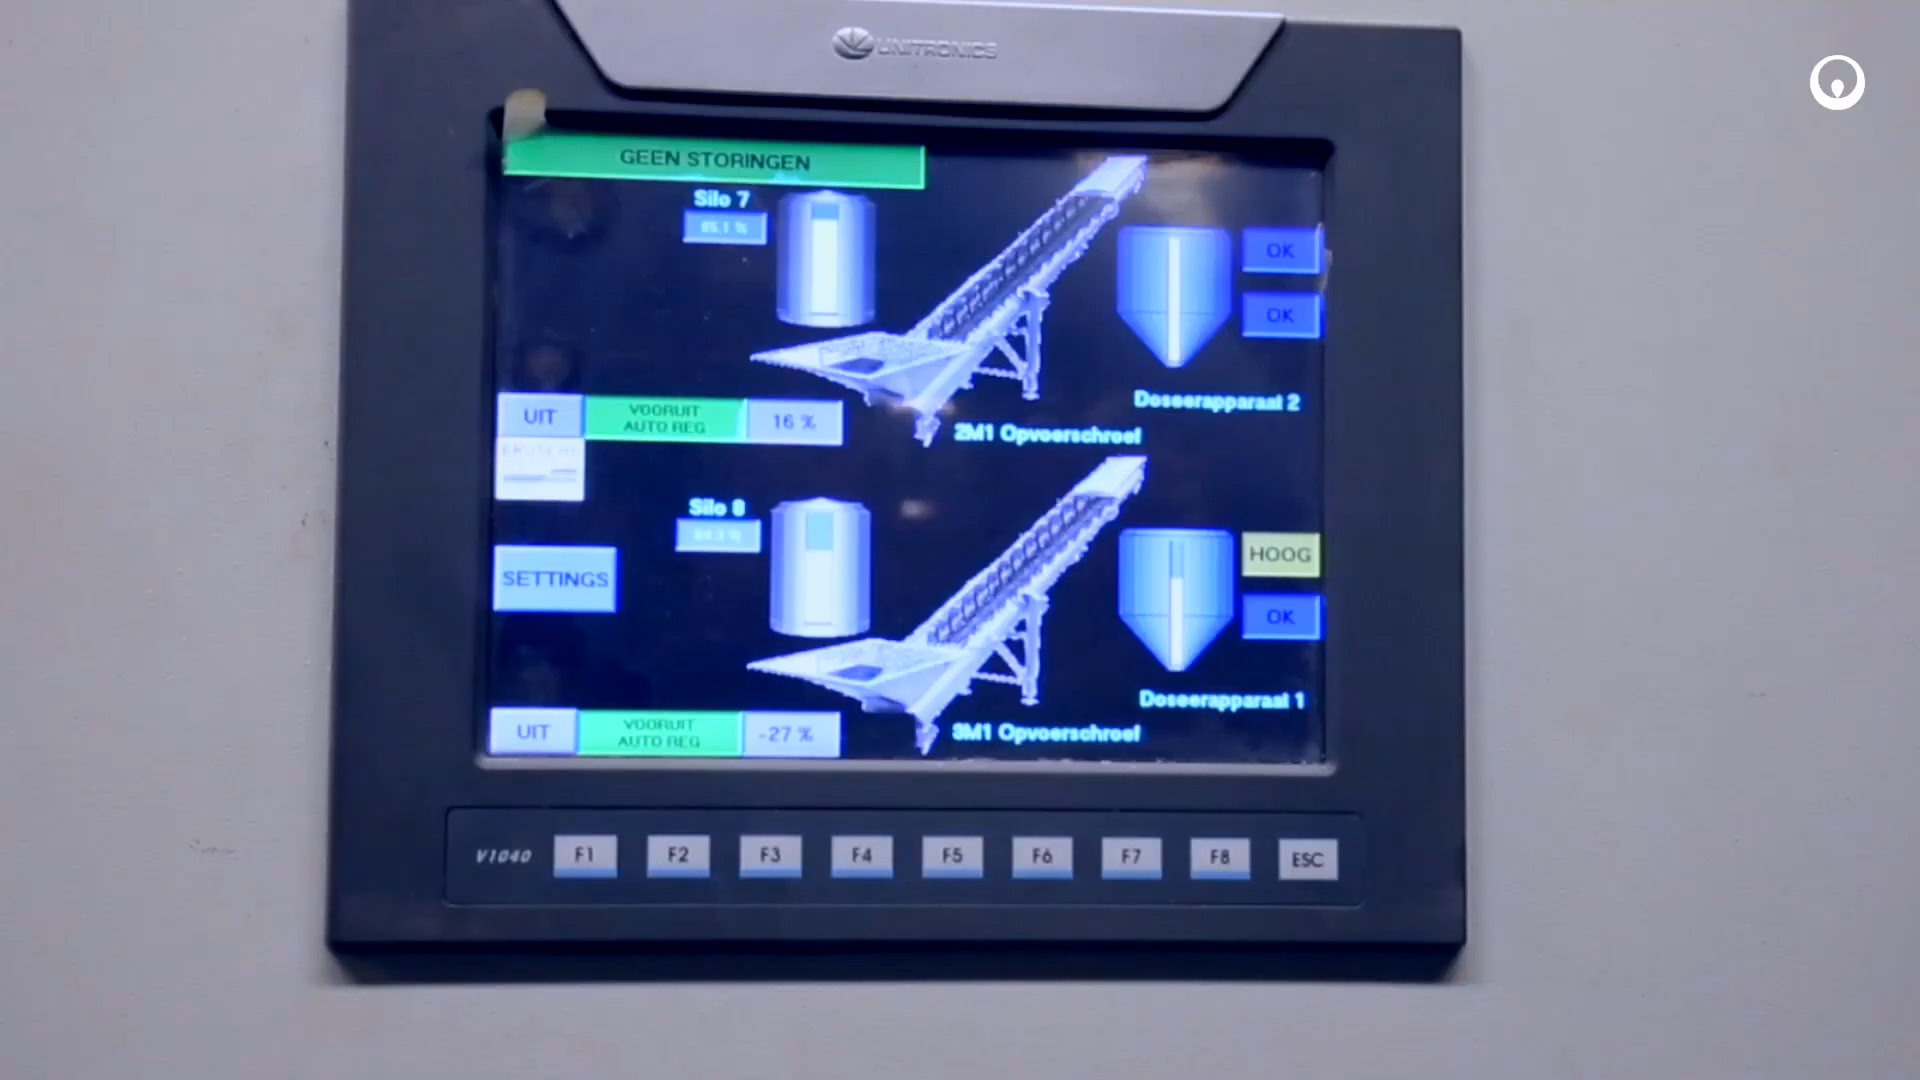 UNITRONICS
GEEN STORINGEN
Silo 7
OK
OK
Doseerapparaat 2
UIT
VOORUIT
AUTO REG
16 %
2M1 Opvoerschroef
Silo 8
HOOG
OK
SETTINGS
Doseerapparaat 1
UIT
VOORUIT
AUTO REG
-27 %
3M1 Opvoerschroef
V1040
F1
F2
F3
F4
F5
F6
F7
F8
ESC